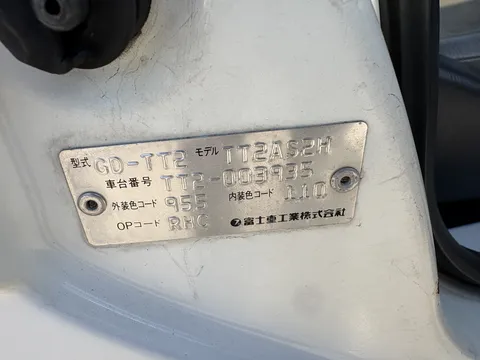 型式 GD-TT2 モデル TT2AS2H
車台番号 TT2-003935
外装色コード 955 内装色コード 110
OPコード RHC 富士重工業株式会社